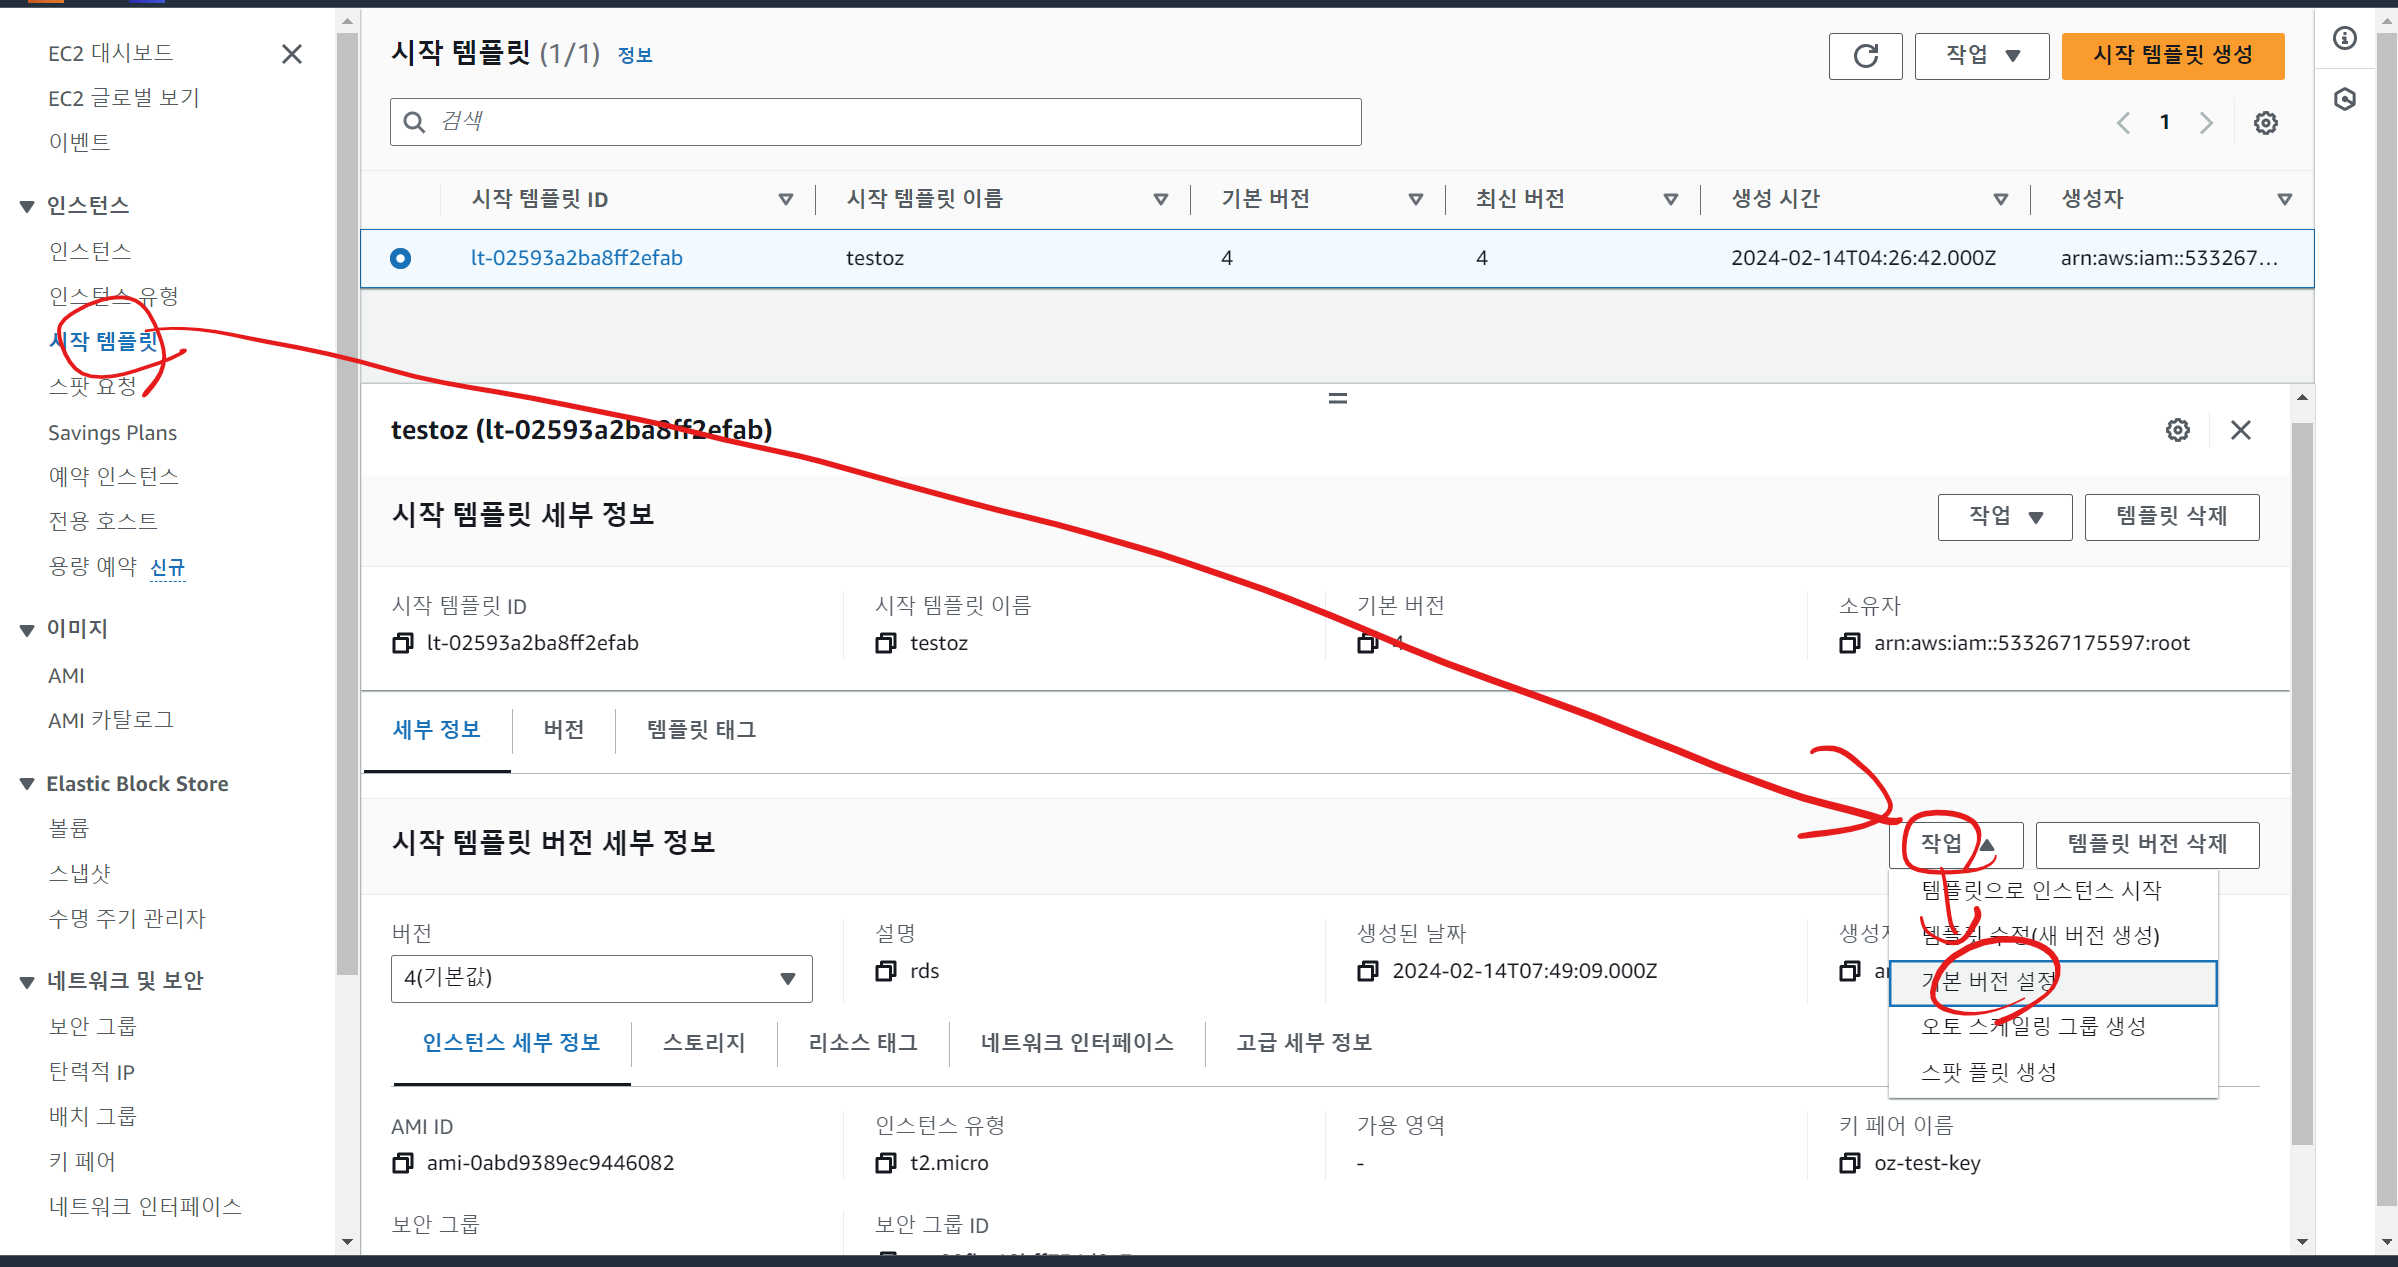 EC2 대시보드
EC2 글로벌 보기
이벤트
인스턴스
인스턴스
인스턴스 유형
시작 템플릿
스팟 요청
Savings Plans
예약 인스턴스
전용 호스트
용량 예약 신규
이미지
AMI
AMI 카탈로그
Elastic Block Store
볼륨
스냅샷
수명 주기 관리자
네트워크 및 보안
보안 그룹
탄력적 IP
배치 그룹
키 페어
네트워크 인터페이스
시작 템플릿 (1/1) 정보
작업
시작 템플릿 생성
검색
1
시작 템플릿 ID 시작 템플릿 이름 기본 버전 최신 버전 생성 시간 생성자
lt-02593a2ba8ff2efab testoz 4 4 2024-02-14T04:26:42.000Z arn:aws:iam::533267...
testoz (lt-02593a2ba8ff2efab)
시작 템플릿 세부 정보
작업
템플릿 삭제
시작 템플릿 ID 시작 템플릿 이름 기본 버전 소유자
lt-02593a2ba8ff2efab testoz 4 arn:aws:iam::533267175597:root
세부 정보 버전 템플릿 태그
시작 템플릿 버전 세부 정보
작업
템플릿 버전 삭제
템플릿으로 인스턴스 시작
템플릿 수정(새 버전 생성)
기본 버전 설정
오토 스케일링 그룹 생성
스팟 플릿 생성
버전 설명 생성된 날짜
4(기본값) rds 2024-02-14T07:49:09.000Z
인스턴스 세부 정보 스토리지 리소스 태그 네트워크 인터페이스 고급 세부 정보
AMI ID 인스턴스 유형 가용 영역 키 페어 이름
ami-0abd9389ec9446082 t2.micro - oz-test-key
보안 그룹 보안 그룹 ID